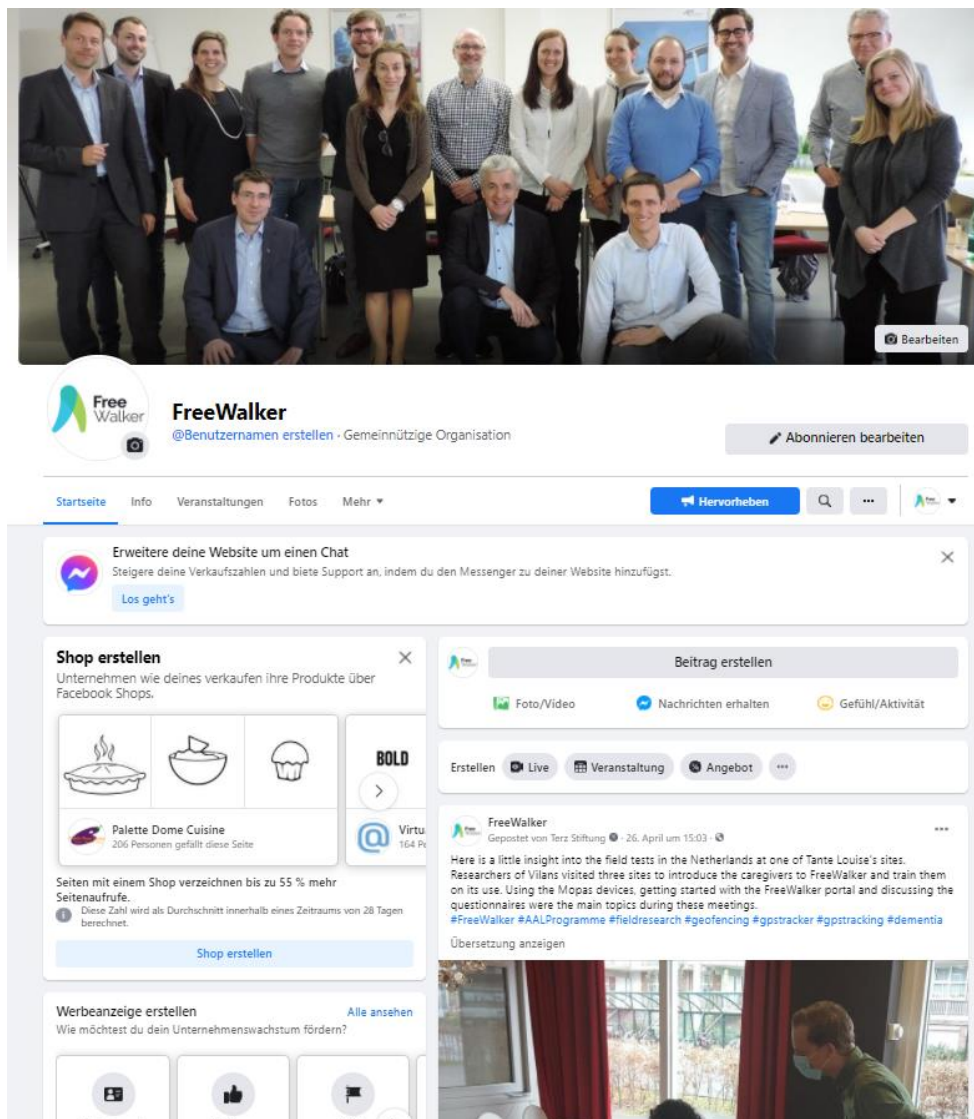 Bearbeiten
Free
Walker
FreeWalker
@Benutzernamen erstellen · Gemeinnützige Organisation
Abonnieren bearbeiten
Startseite Info Veranstaltungen Fotos Mehr
Hervorheben
Erweitere deine Website um einen Chat
Steigere deine Verkaufszahlen und biete Support an, indem du den Messenger zu deiner Website hinzufügst.
Los geht's
Shop erstellen
Unternehmen wie deines verkaufen ihre Produkte über
Facebook Shops.
BOLD
Palette Dome Cuisine
206 Personen gefällt diese Seite
Virtu
164 Pe
Seiten mit einem Shop verzeichnen bis zu 55 % mehr
Seitenaufrufe.
Diese Zahl wird als Durchschnitt innerhalb eines Zeitraums von 28 Tagen
berechnet.
Shop erstellen
Werbeanzeige erstellen Alle ansehen
Wie möchtest du dein Unternehmenswachstum fördern?
Beitrag erstellen
Foto/Video Nachrichten erhalten Gefühl/Aktivität
Erstellen Live Veranstaltung Angebot
FreeWalker
Gepostet von Terz Stiftung · 26. April um 15:03 ·
Here is a little insight into the field tests in the Netherlands at one of Tante Louise's sites.
Researchers of Vilans visited three sites to introduce the caregivers to FreeWalker and train them
on its use. Using the Mopas devices, getting started with the FreeWalker portal and discussing the
questionnaires were the main topics during these meetings.
#FreeWalker #AALProgramme #fieldresearch #geofencing #gpstracker #gpstracking #dementia
Übersetzung anzeigen